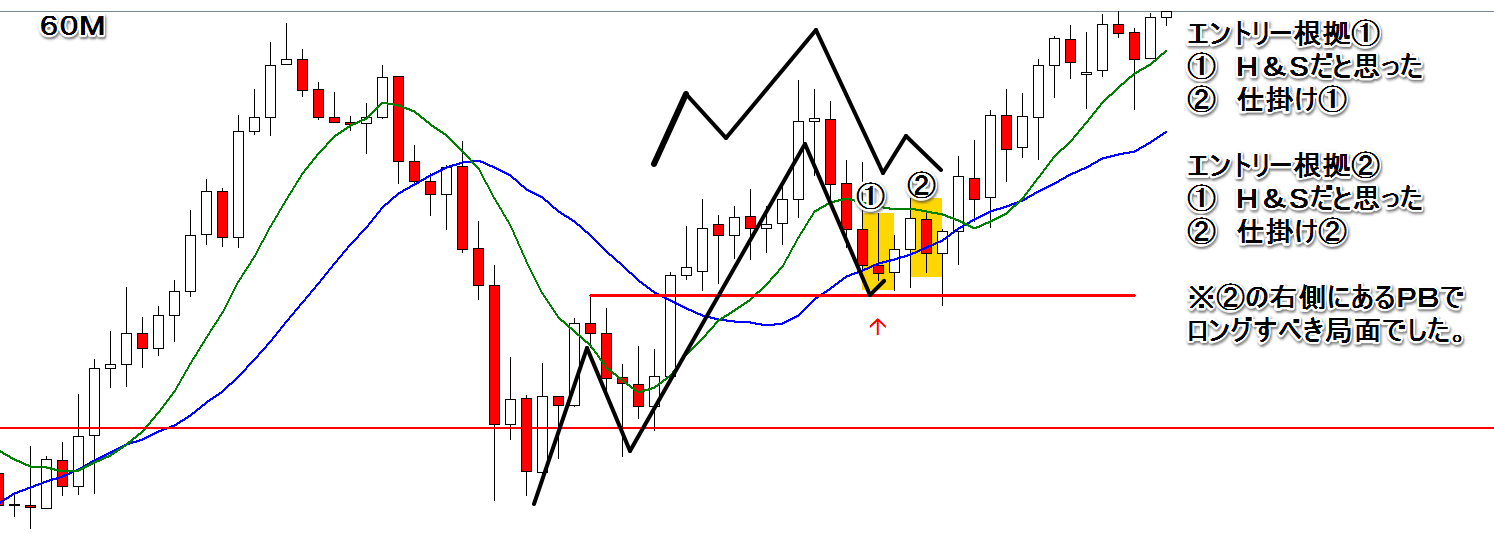 60M
エントリー根拠①
① H＆Sだと思った
② 仕掛け①
エントリー根拠②
① H＆Sだと思った
② 仕掛け②
※②の右側にあるPBで
ロングすべき局面でした。
①
②
↑